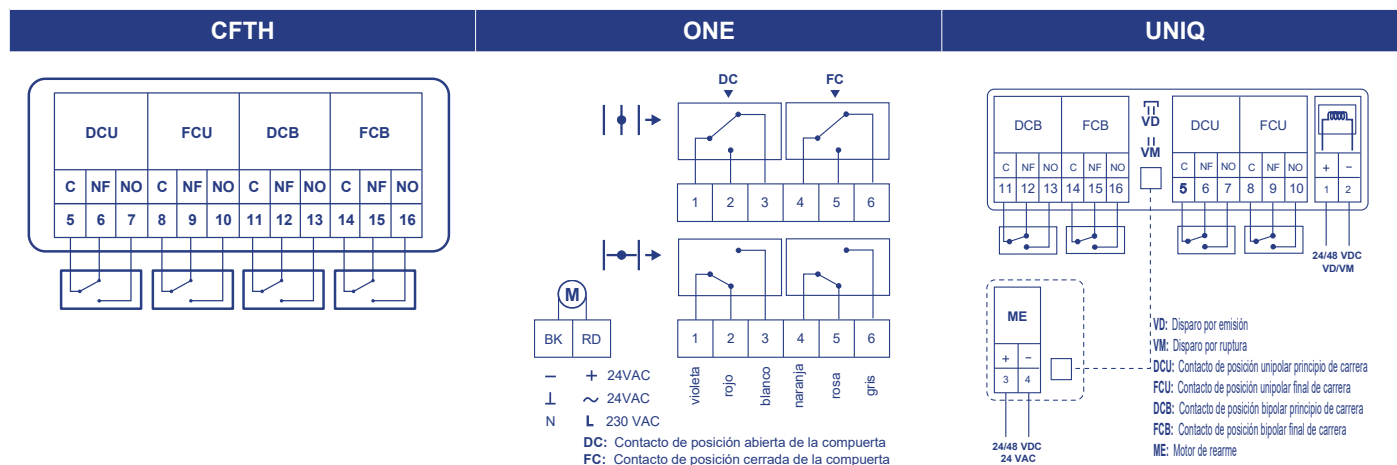 CFTH
ONE
UNIQ
DCU FCU DCB FCB
C NF NO C NF NO C NF NO C NF NO
5 6 7 8 9 10 11 12 13 14 15 16
DC FC
1 2 3 4 5 6
M
BK RD
1 2 3 4 5 6
− + 24VAC
⊥ ~ 24VAC
N L 230 VAC
violeta rojo blanco naranja rosa gris
DC: Contacto de posición abierta de la compuerta
FC: Contacto de posición cerrada de la compuerta
DCB FCB VD VM DCU FCU
C NF NO C NF NO C NF NO C NF NO + −
11 12 13 14 15 16 5 6 7 8 9 10 1 2
24/48 VDC
VD/VM
ME
+ −
3 4
24/48 VDC
24 VAC
VD: Disparo por emisión
VM: Disparo por ruptura
DCU: Contacto de posición unipolar principio de carrera
FCU: Contacto de posición unipolar final de carrera
DCB: Contacto de posición bipolar principio de carrera
FCB: Contacto de posición bipolar final de carrera
ME: Motor de rearme